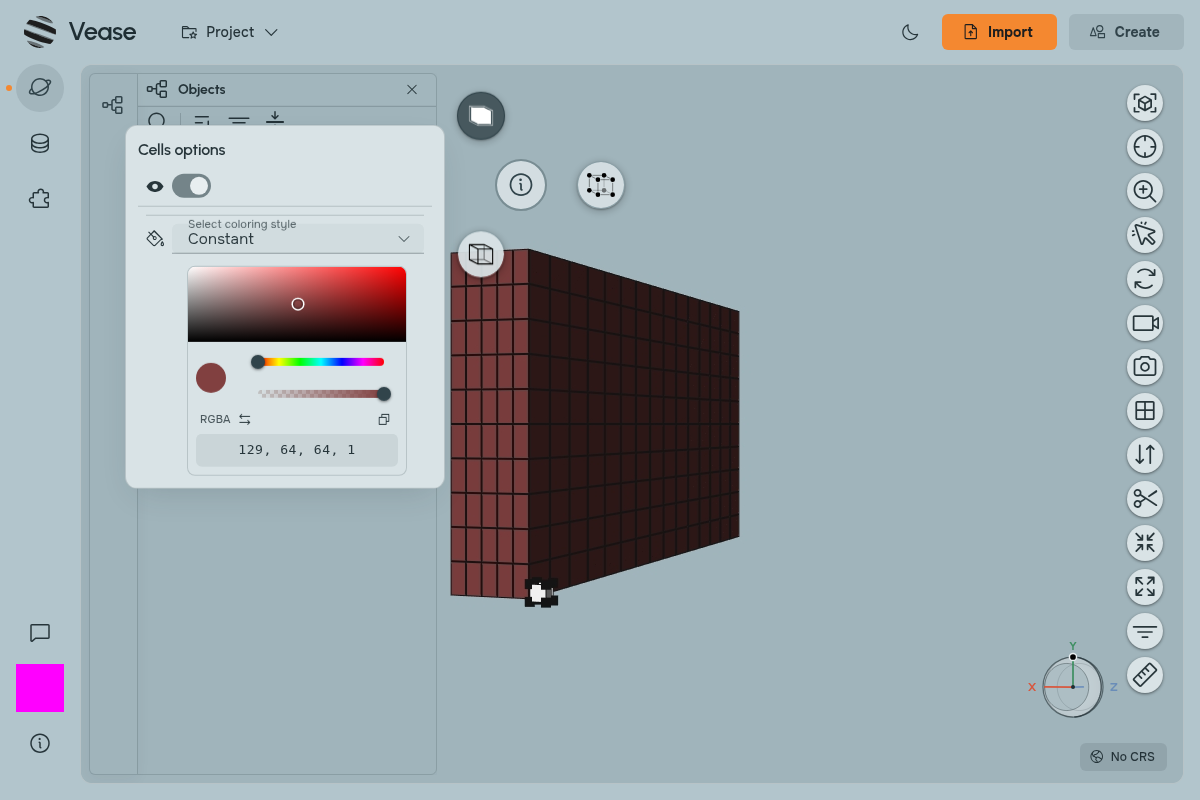 Vease
Project
Import
Create
Objects
Cells options
Select coloring style
Constant
RGBA
129, 64, 64, 1
Y
X
Z
No CRS